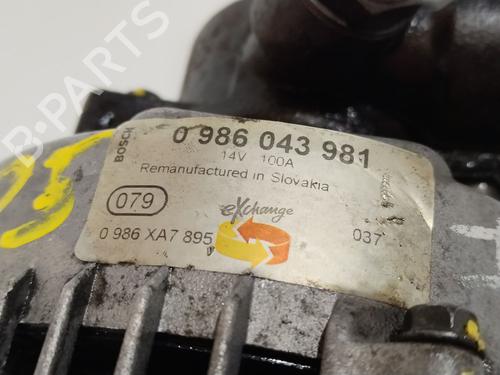 BOSCH
0 986 043 981
14V 100A
Remanufactured in Slovakia
079
eXchange
0 986 XA7 895
037
B-PARTS